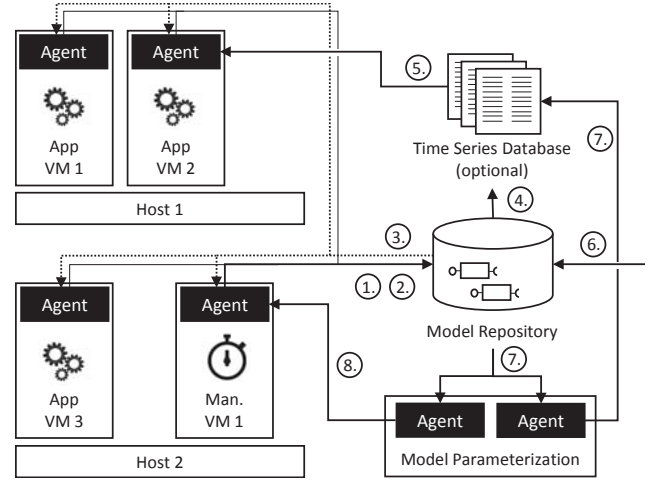 Agent
App
VM 1
Agent
App
VM 2
Host 1
5.
Time Series Database
(optional)
7.
4.
3.
6.
1.
2.
Model Repository
Agent
App
VM 3
Agent
Man.
VM 1
Host 2
8.
7.
Agent
Agent
Model Parameterization